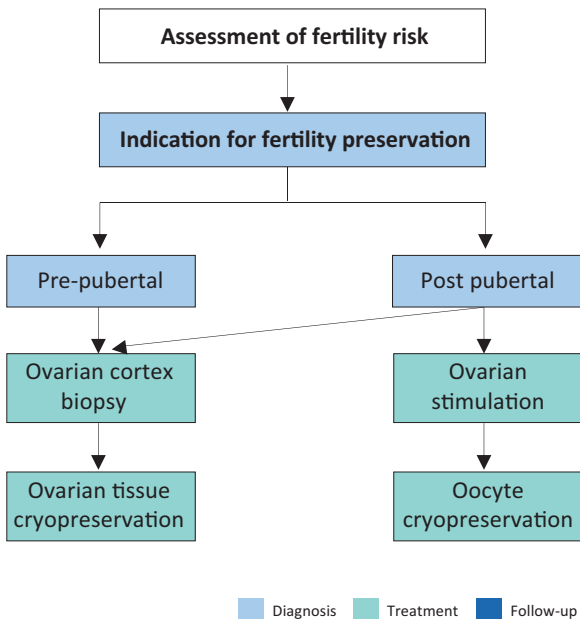 Assessment of fertility risk
Indication for fertility preservation
Pre-pubertal
Post pubertal
Ovarian cortex
biopsy
Ovarian
stimulation
Ovarian tissue
cryopreservation
Oocyte
cryopreservation
Diagnosis
Treatment
Follow-up